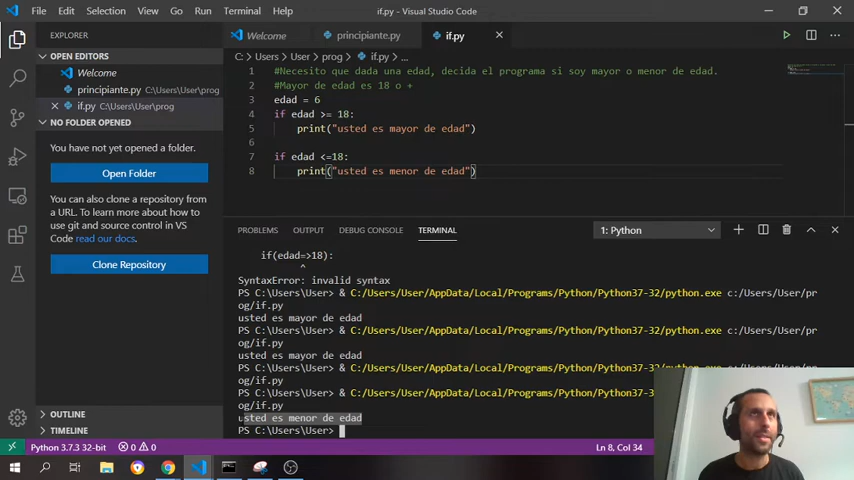 File Edit Selection View Go Run Terminal Help
if.py - Visual Studio Code
EXPLORER
OPEN EDITORS
Welcome
principiante.py C:\Users\User\prog
if.py C:\Users\User\prog
NO FOLDER OPENED
You have not yet opened a folder.
Open Folder
You can also clone a repository
from a URL. To learn more about how
to use git and source control in VS
Code read our docs.
Clone Repository
OUTLINE
TIMELINE
Welcome principiante.py if.py
C: > Users > User > prog > if.py > ...
1 #Necesito que dada una edad, decida el programa si soy mayor o menor de edad.
2 #Mayor de edad es 18 o +
3 edad = 6
4 if edad >= 18:
5 print("usted es mayor de edad")
6
7 if edad <=18:
8 print("usted es menor de edad")
PROBLEMS OUTPUT DEBUG CONSOLE TERMINAL 1: Python
if(edad=>18):
^
SyntaxError: invalid syntax
PS C:\Users\User> & C:/Users/User/AppData/Local/Programs/Python/Python37-32/python.exe c:/Users/User/pr
og/if.py
usted es mayor de edad
PS C:\Users\User> & C:/Users/User/AppData/Local/Programs/Python/Python37-32/python.exe c:/Users/User/pr
og/if.py
usted es mayor de edad
PS C:\Users\User> & C:/Users/User/AppData/Local/Programs/Python/Python37-32/python.exe c:/Users/User/pr
og/if.py
PS C:\Users\User> & C:/Users/User/AppData/Local/Programs/Python/Python37-32/python.exe c:/Users/User/pr
og/if.py
usted es menor de edad
PS C:\Users\User>
Python 3.7.3 32-bit 0 0 Ln 8, Col 34